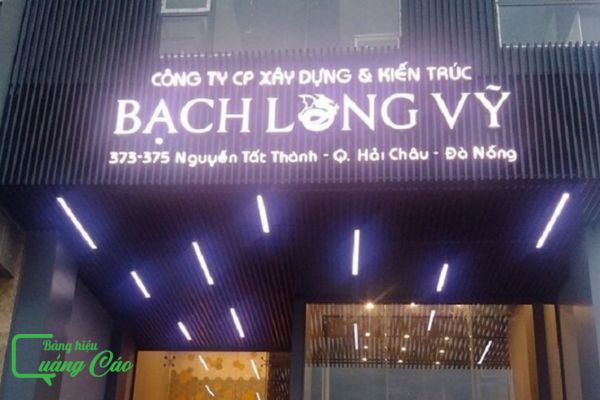 CÔNG TY CP XÂY DỰNG & KIẾN TRÚC
BẠCH LONG VỸ
373-375 Nguyễn Tất Thành - Q. Hải Châu - Đà Nẵng
Bảng hiệu
Quảng Cáo